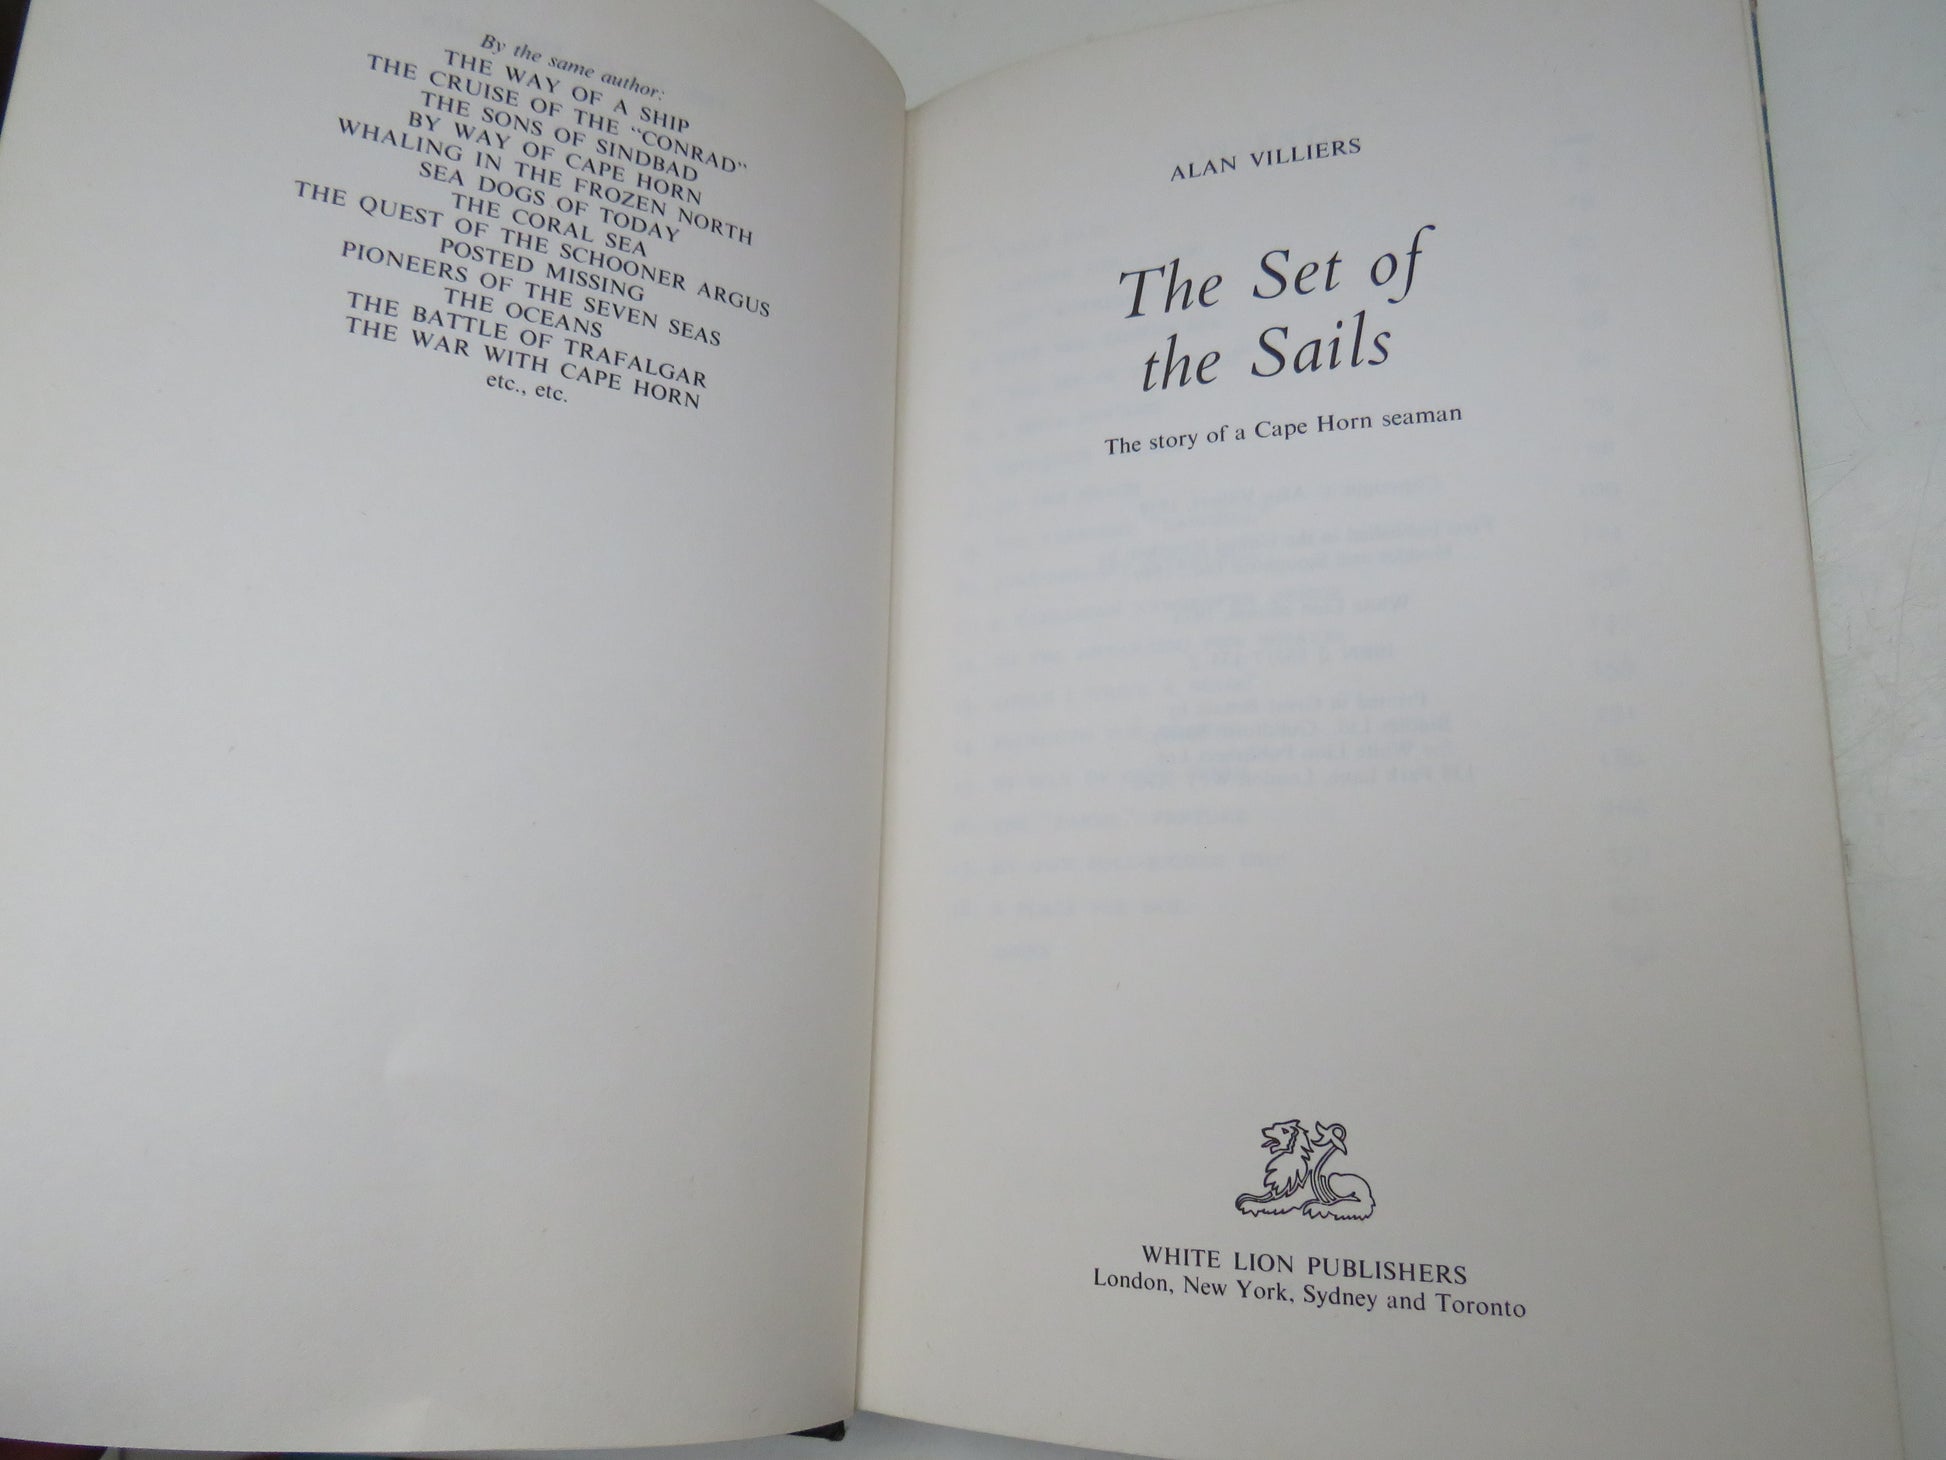 By the same author:
THE WAY OF A SHIP
THE CRUISE OF THE "CONRAD"
THE SONS OF SINDBAD
BY WAY OF CAPE HORN
WHALING IN THE FROZEN NORTH
SEA DOGS OF TODAY
THE CORAL SEA
THE QUEST OF THE SCHOONER ARGUS
POSTED MISSING
PIONEERS OF THE SEVEN SEAS
THE OCEANS
THE BATTLE OF TRAFALGAR
THE WAR WITH CAPE HORN
etc., etc.
ALAN VILLIERS
The Set of
the Sails
The story of a Cape Horn seaman
WHITE LION PUBLISHERS
London, New York, Sydney and Toronto